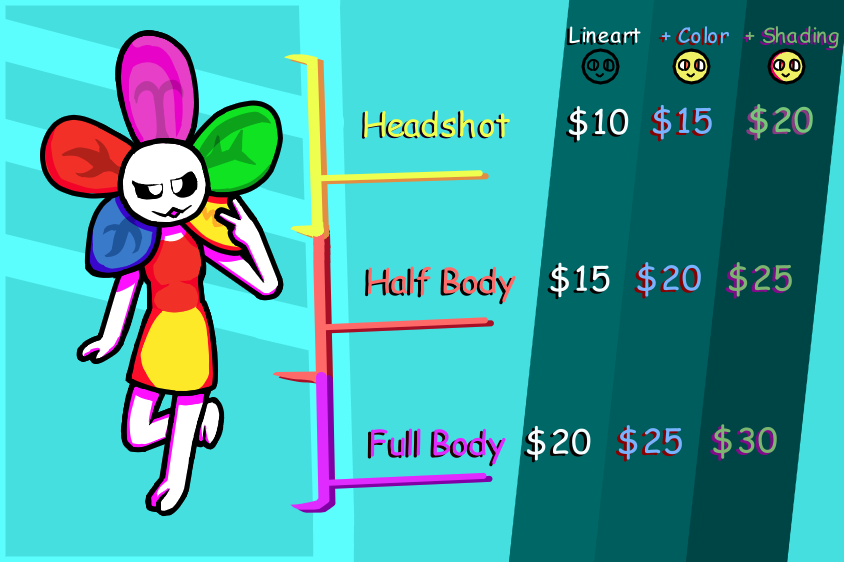 Lineart + Color + Shading
Headshot $10 $15 $20
Half Body $15 $20 $25
Full Body $20 $25 $30